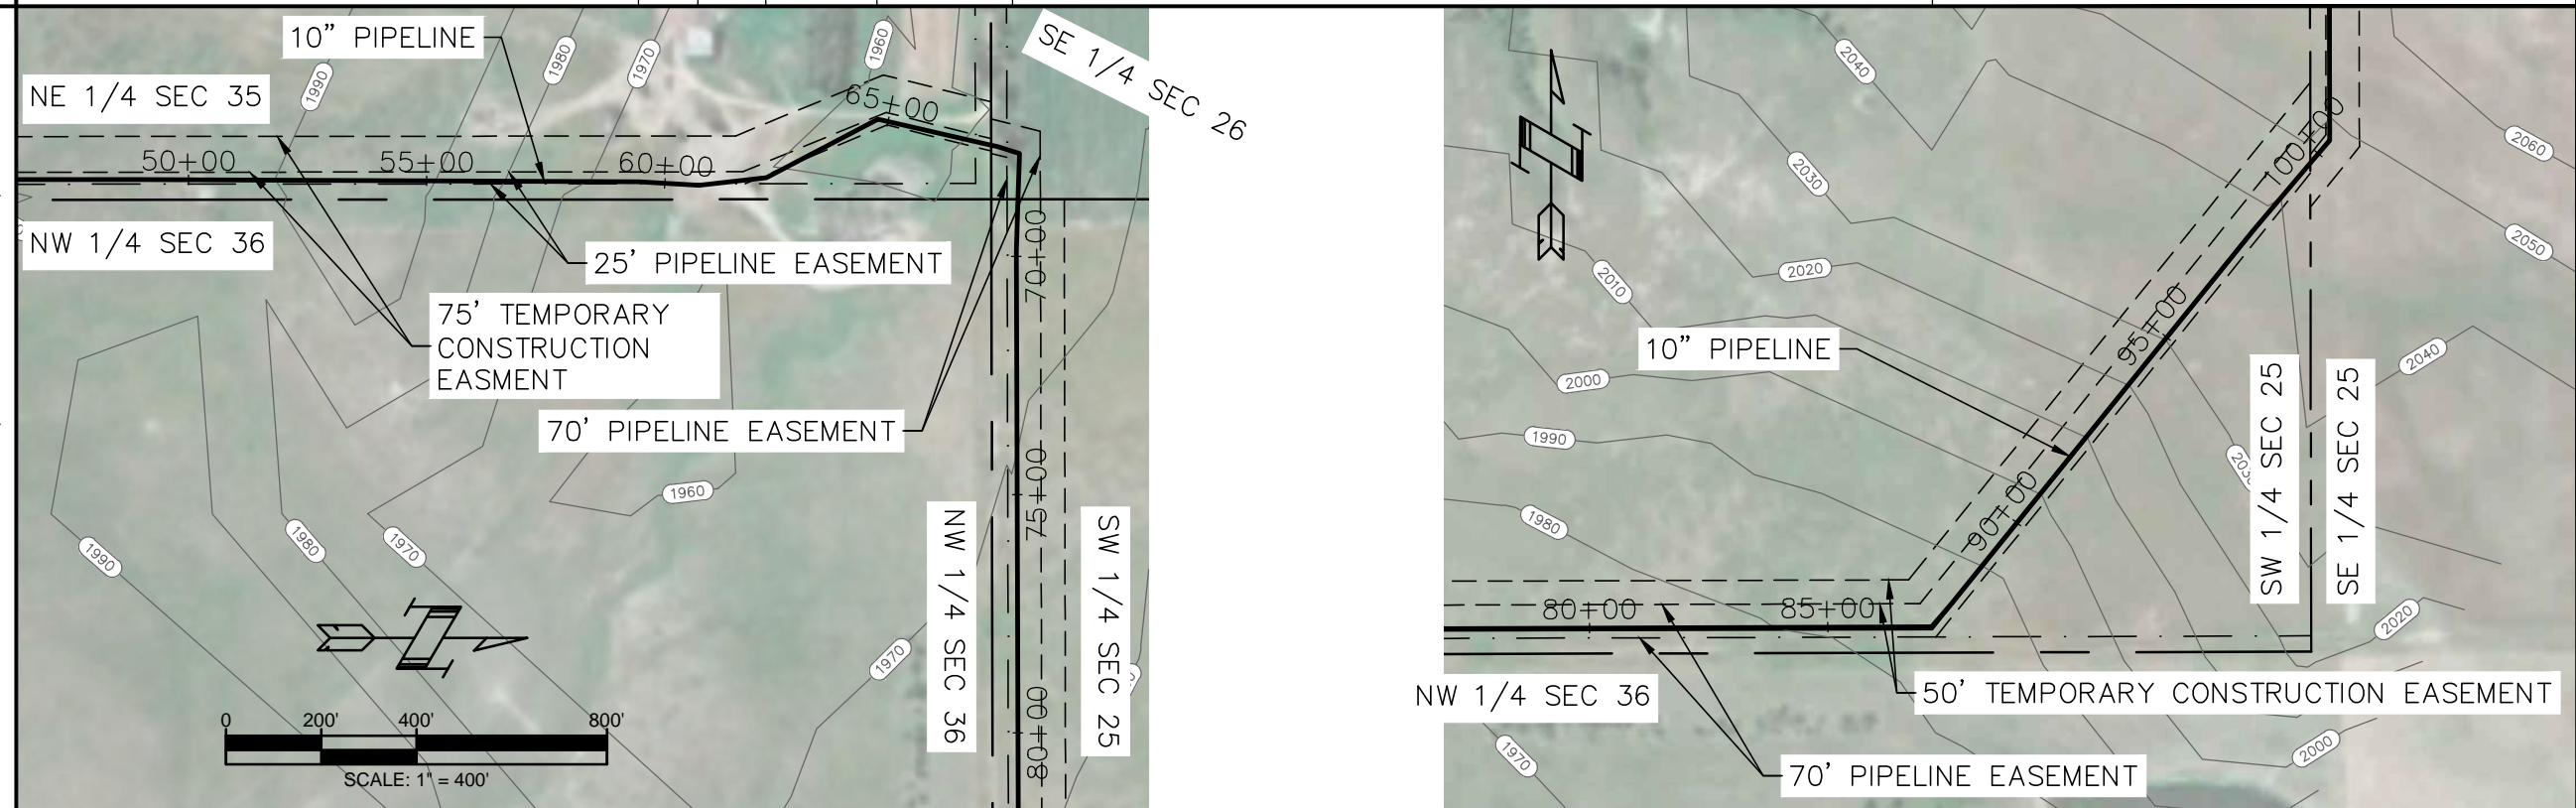 10” PIPELINE
NE 1/4 SEC 35
NW 1/4 SEC 36
1990
1980
1970
1960
SE 1/4 SEC 26
50+00
55+00
60+00
65+00
70+00
75+00
80+00
25’ PIPELINE EASEMENT
75’ TEMPORARY
CONSTRUCTION
EASMENT
70’ PIPELINE EASEMENT
1960
1990
1980
1970
1970
NW 1/4 SEC 36
SW 1/4 SEC 25
0 200' 400' 800'
SCALE: 1" = 400'
2040
2030
2020
2010
2000
1990
1980
1970
10” PIPELINE
80+00
85+00
90+00
95+00
100+00
2060
2050
2040
2020
2000
SW 1/4 SEC 25
SE 1/4 SEC 25
NW 1/4 SEC 36
50’ TEMPORARY CONSTRUCTION EASEMENT
70’ PIPELINE EASEMENT